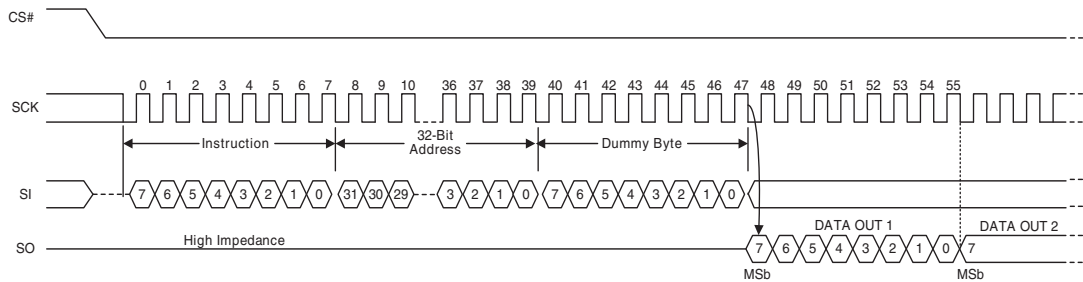 CS#
0 1 2 3 4 5 6 7 8 9 10 36 37 38 39 40 41 42 43 44 45 46 47 48 49 50 51 52 53 54 55
SCK
Instruction
32-Bit
Address
Dummy Byte
SI
7 6 5 4 3 2 1 0 31 30 29 3 2 1 0 7 6 5 4 3 2 1 0
DATA OUT 1 DATA OUT 2
High Impedance
SO
7 6 5 4 3 2 1 0 7
MSb MSb